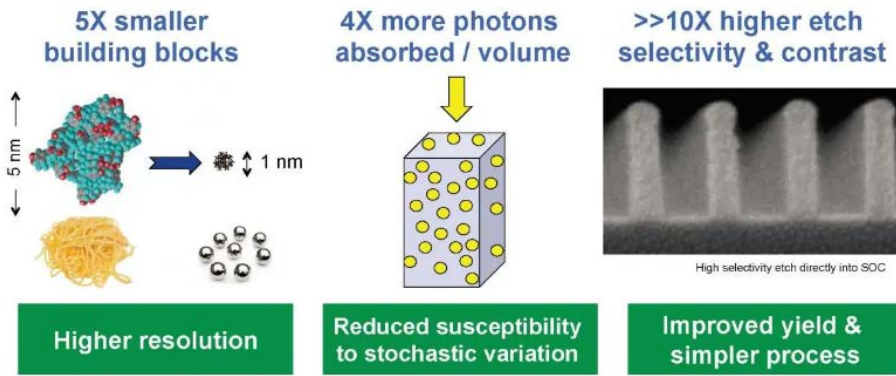 5X smaller
building blocks
5 nm
1 nm
Higher resolution
4X more photons
absorbed / volume
Reduced susceptibility
to stochastic variation
>>10X higher etch
selectivity & contrast
High selectivity etch directly into SOC
Improved yield &
simpler process